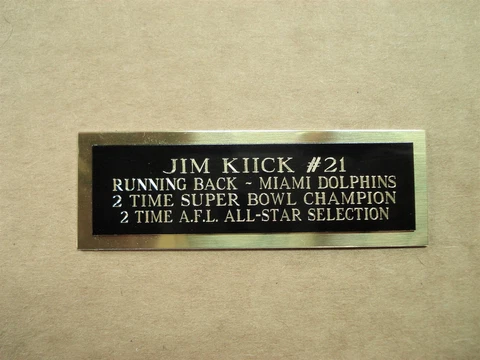 JIM KIICK #21
RUNNING BACK ~ MIAMI DOLPHINS
2 TIME SUPER BOWL CHAMPION
2 TIME A.F.L. ALL-STAR SELECTION